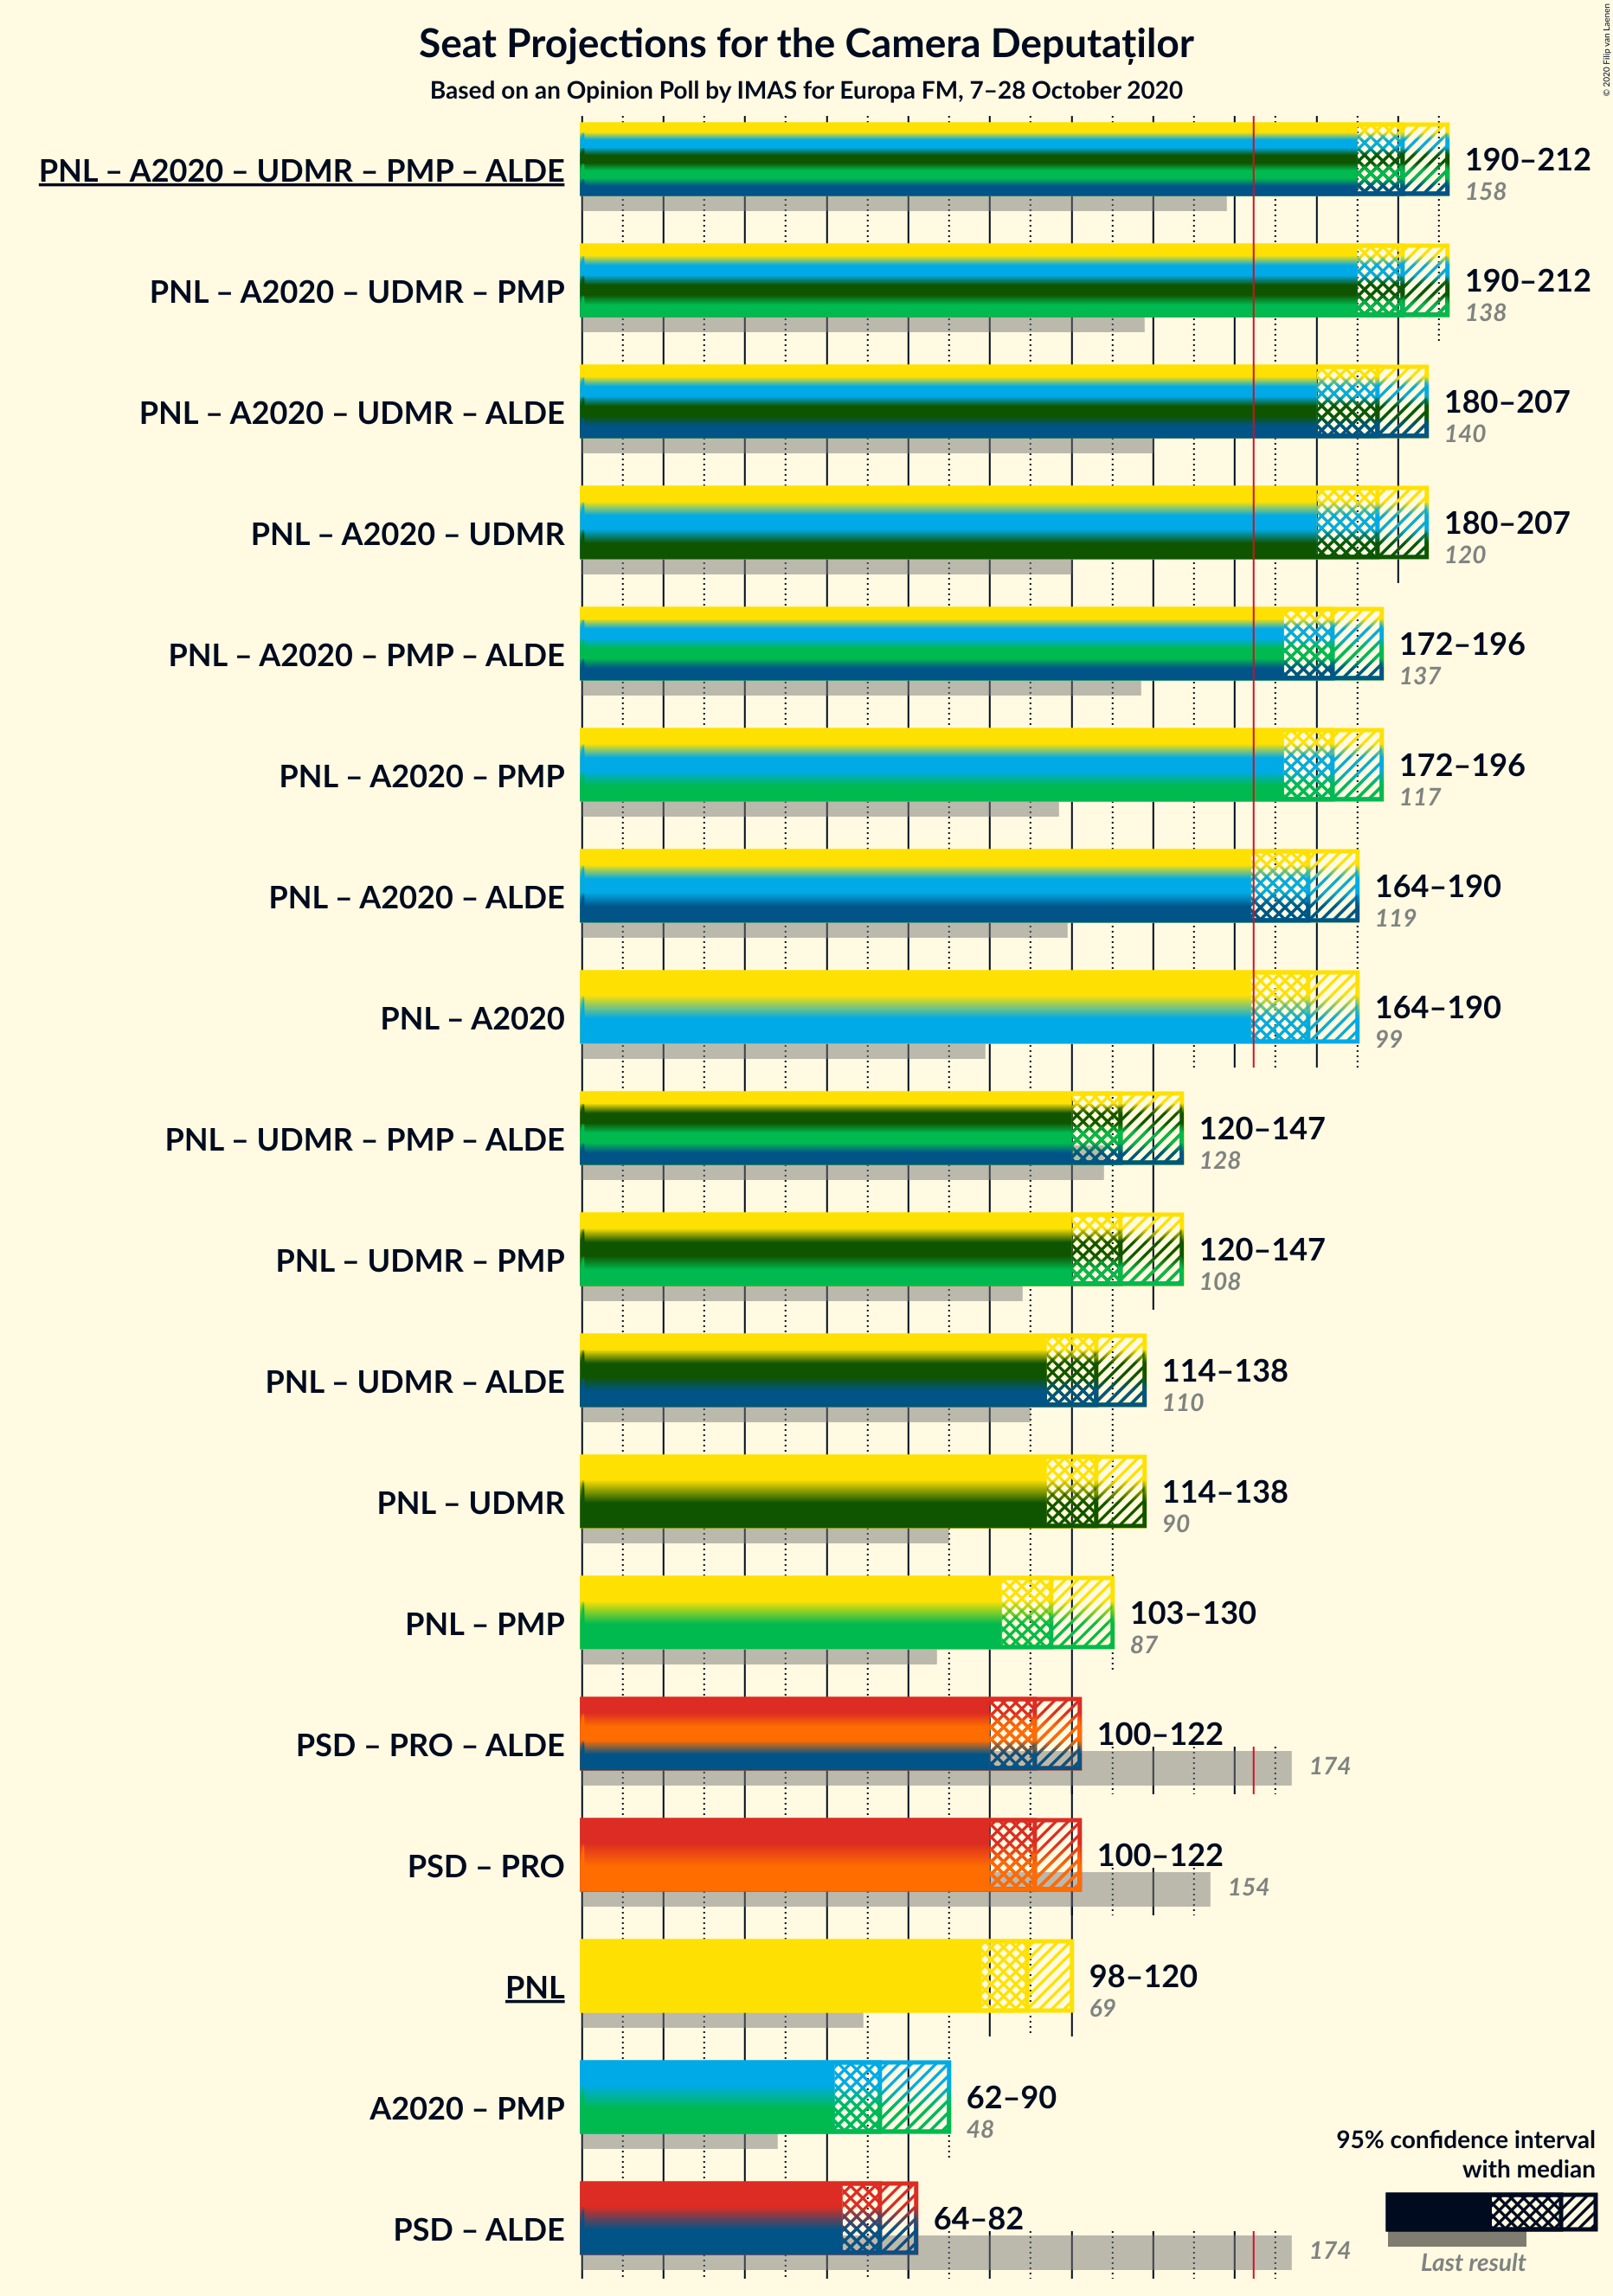 Seat Projections for the Camera Deputaților
Based on an Opinion Poll by IMAS for Europa FM, 7–28 October 2020
© 2020 Filip van Laenen
PNL – A2020 – UDMR – PMP – ALDE
190–212
158
PNL – A2020 – UDMR – PMP
190–212
138
PNL – A2020 – UDMR – ALDE
180–207
140
PNL – A2020 – UDMR
180–207
120
PNL – A2020 – PMP – ALDE
172–196
137
PNL – A2020 – PMP
172–196
117
PNL – A2020 – ALDE
164–190
119
PNL – A2020
164–190
99
PNL – UDMR – PMP – ALDE
120–147
128
PNL – UDMR – PMP
120–147
108
PNL – UDMR – ALDE
114–138
110
PNL – UDMR
114–138
90
PNL – PMP
103–130
87
PSD – PRO – ALDE
100–122
174
PSD – PRO
100–122
154
PNL
98–120
69
A2020 – PMP
62–90
48
PSD – ALDE
64–82
174
95% confidence interval
with median
Last result